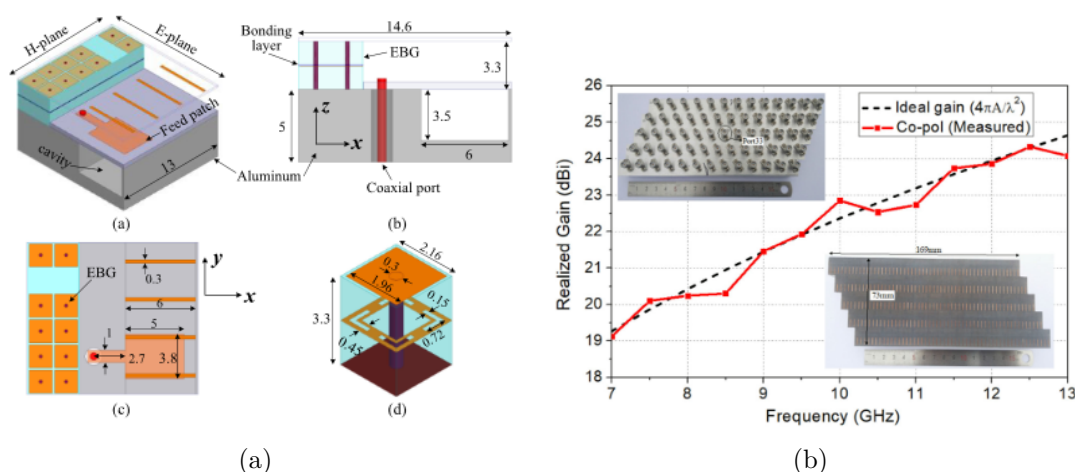 H-plane
E-plane
Feed patch
cavity
13
(a)
14.6
Bonding
layer
EBG
3.3
5
z
x
3.5
6
Aluminum
Coaxial port
(b)
EBG
0.3
6
5
1
2.7
3.8
y
x
(c)
2.16
0.3
1.96
0.15
3.3
0.45
0.72
(d)
(a)
Realized Gain (dBi)
26
25
24
23
22
21
20
19
18
7
8
9
10
11
12
13
Frequency (GHz)
Ideal gain (4πA/λ²)
Co-pol (Measured)
Port33
169mm
73mm
(b)